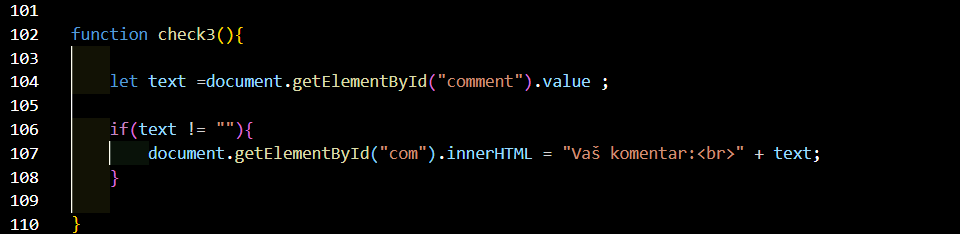 101
102 function check3(){
103
104 let text =document.getElementById("comment").value ;
105
106 if(text != ""){
107 document.getElementById("com").innerHTML = "Vaš komentar:<br>" + text;
108 }
109
110 }